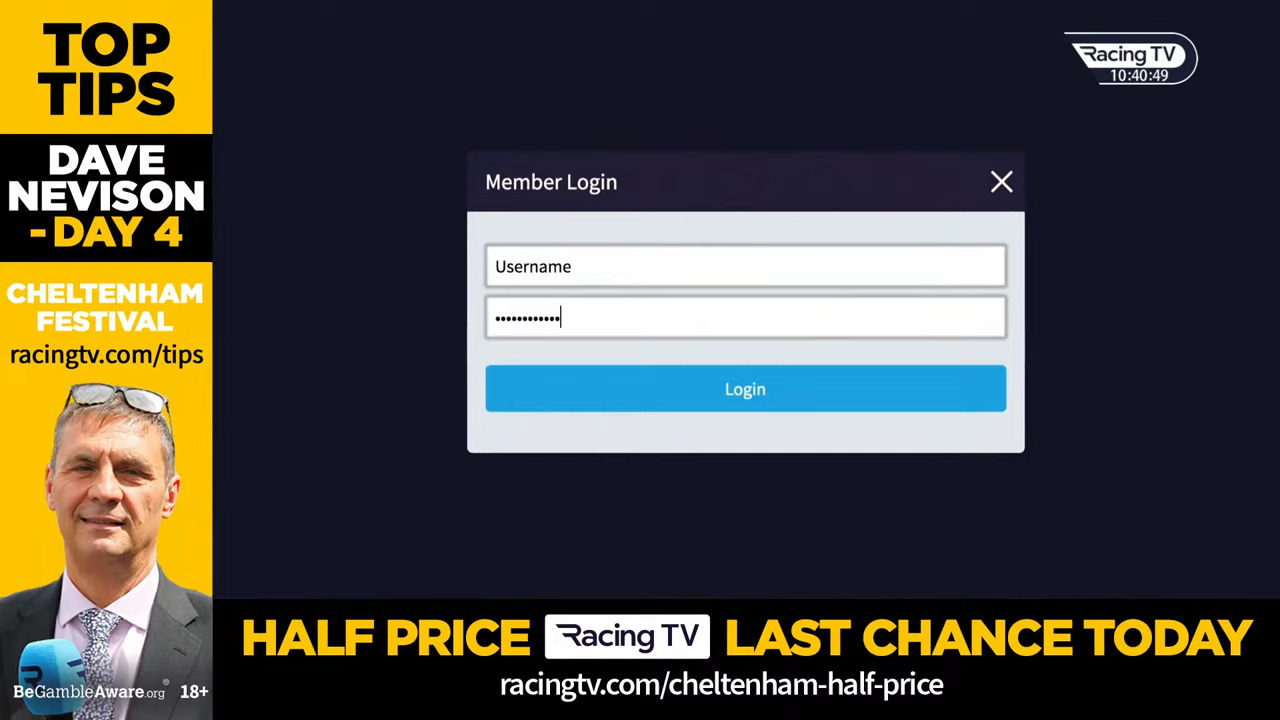 TOP
TIPS
DAVE
NEVISON
- DAY 4
CHELTENHAM
FESTIVAL
racingtv.com/tips
BeGambleAware.org® 18+
Racing TV
10:40:49
Member Login
Username
••••••••••••
Login
HALF PRICE Racing TV LAST CHANCE TODAY
racingtv.com/cheltenham-half-price